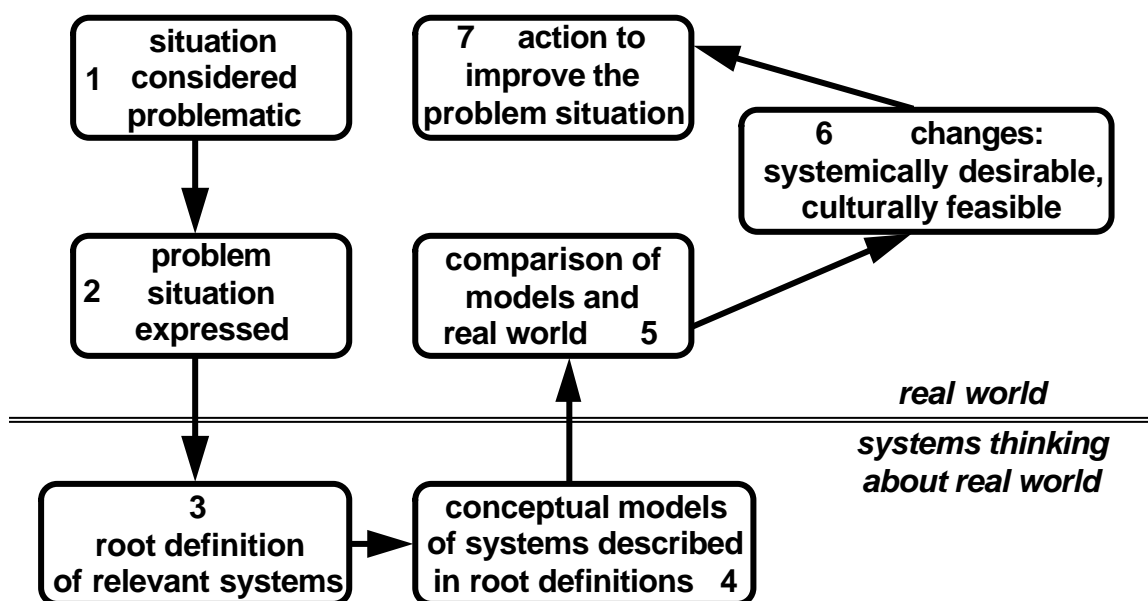 situation
1 considered
problematic
2 problem
situation
expressed
3
root definition
of relevant systems
conceptual models
of systems described
in root definitions 4
comparison of
models and
real world 5
6 changes:
systemically desirable,
culturally feasible
7 action to
improve the
problem situation
real world
systems thinking
about real world